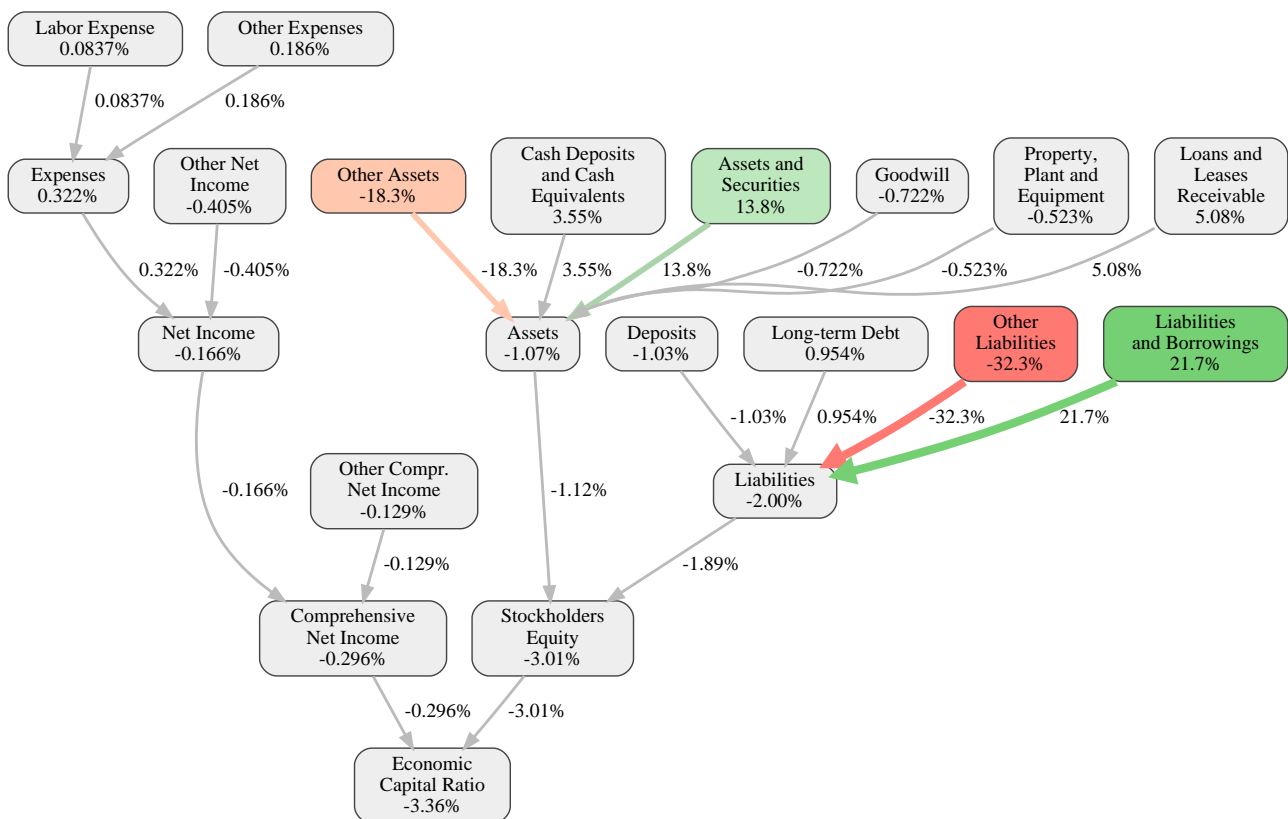 Labor Expense
0.0837%
Other Expenses
0.186%
0.0837%
0.186%
Expenses
0.322%
Other Net
Income
-0.405%
Other Assets
-18.3%
Cash Deposits
and Cash
Equivalents
3.55%
Assets and
Securities
13.8%
Goodwill
-0.722%
Property,
Plant and
Equipment
-0.523%
Loans and
Leases
Receivable
5.08%
0.322%
-0.405%
-18.3%
3.55%
13.8%
-0.722%
-0.523%
5.08%
Net Income
-0.166%
Assets
-1.07%
Deposits
-1.03%
Long-term Debt
0.954%
Other
Liabilities
-32.3%
Liabilities
and Borrowings
21.7%
-1.03%
0.954%
-32.3%
21.7%
-0.166%
Other Compr.
Net Income
-0.129%
-1.12%
Liabilities
-2.00%
-0.129%
-1.89%
Comprehensive
Net Income
-0.296%
Stockholders
Equity
-3.01%
-0.296%
-3.01%
Economic
Capital Ratio
-3.36%